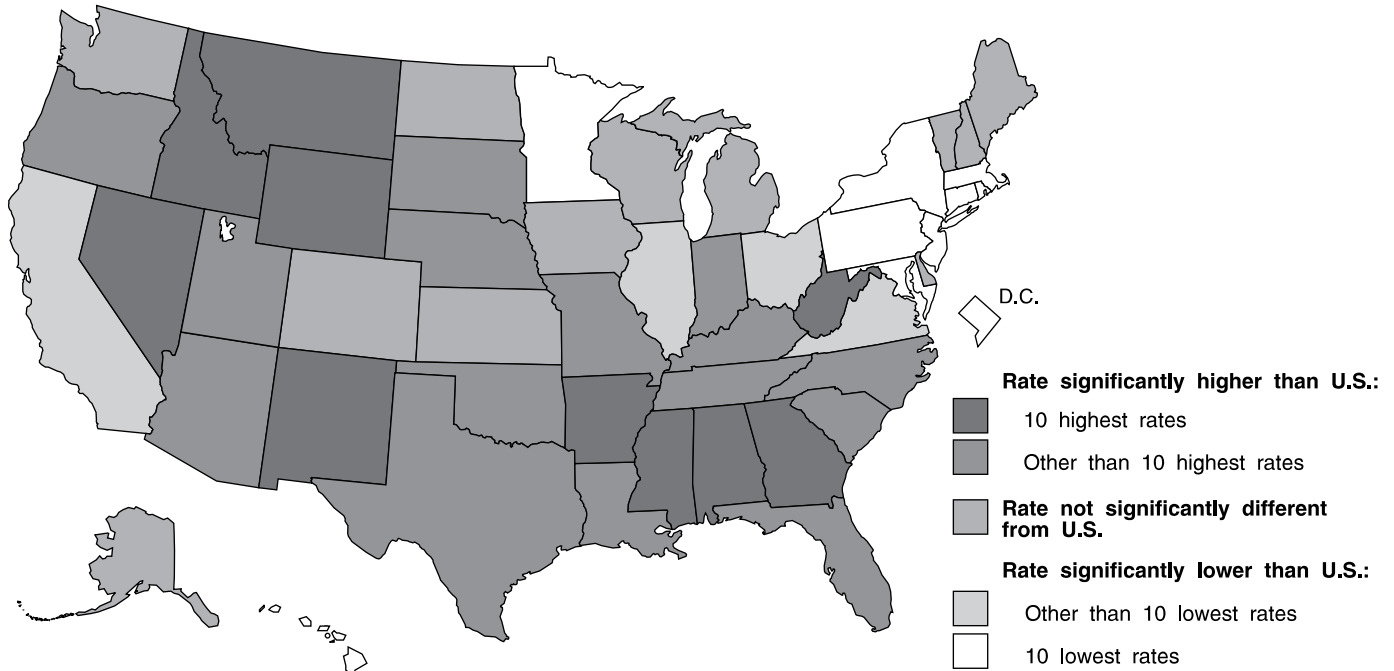 D.C.
Rate significantly higher than U.S.:
10 highest rates
Other than 10 highest rates
Rate not significantly different
from U.S.
Rate significantly lower than U.S.:
Other than 10 lowest rates
10 lowest rates